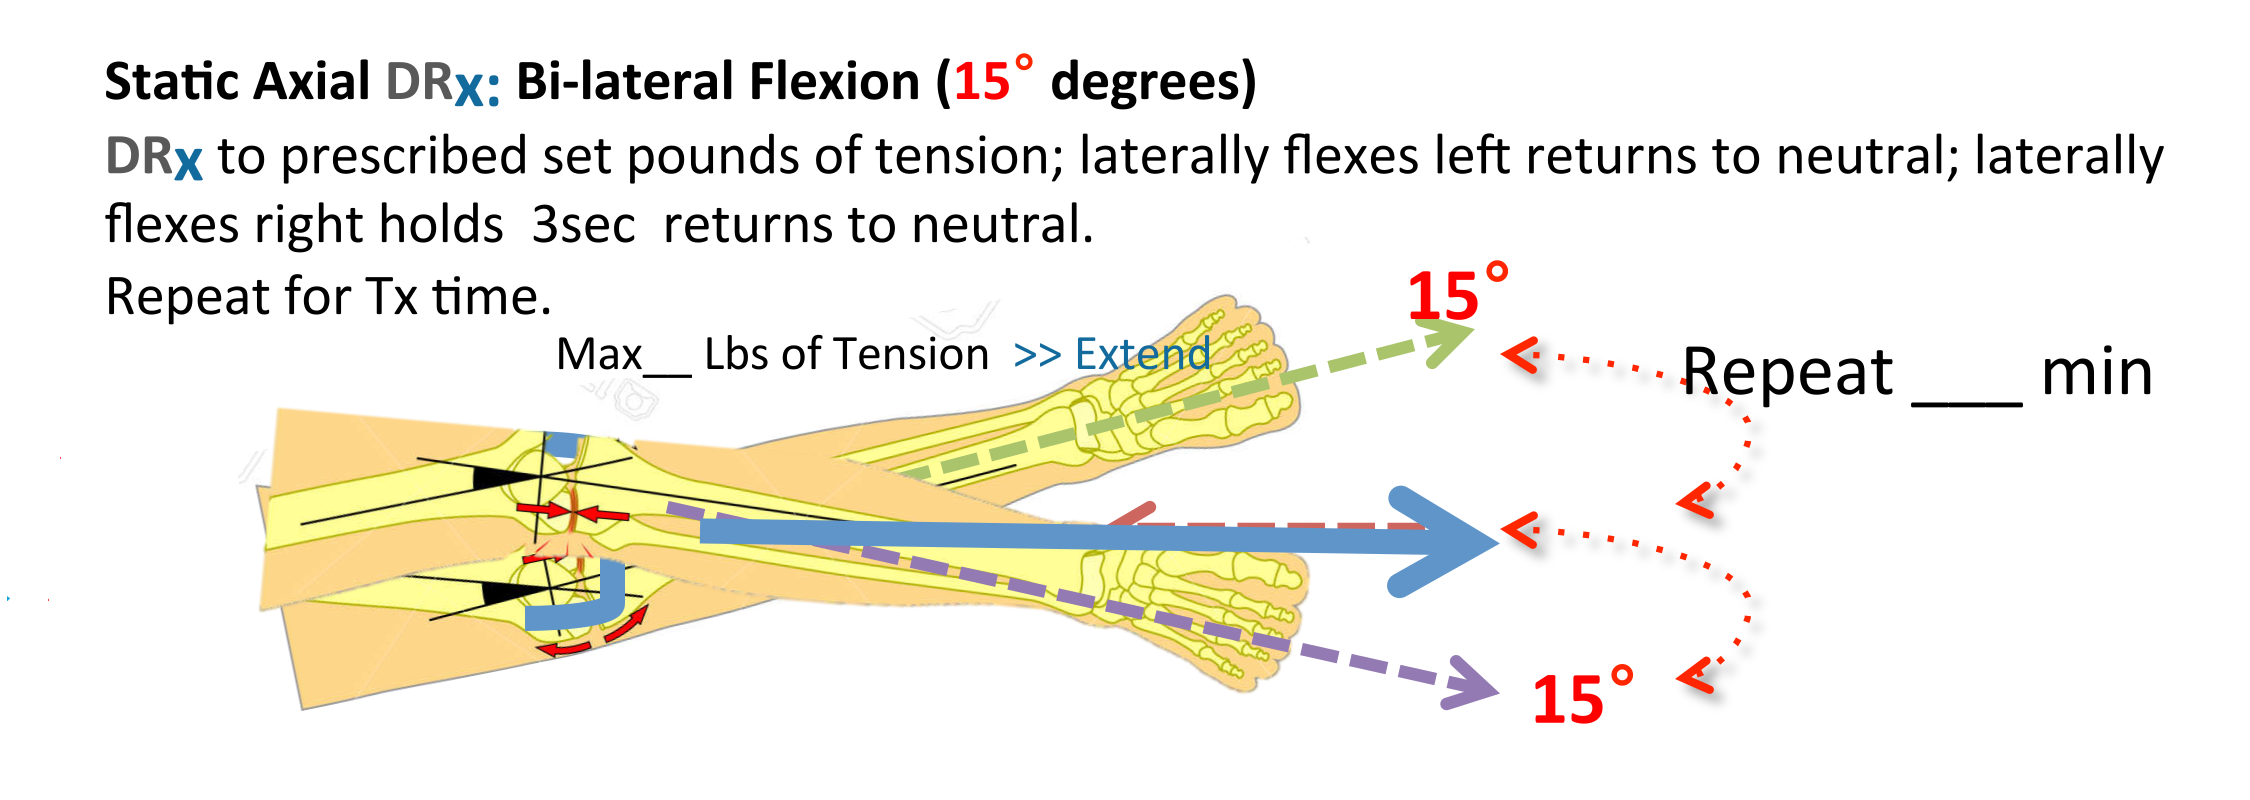 Static Axial DRx: Bi-lateral Flexion (15° degrees)
DRx to prescribed set pounds of tension; laterally flexes left returns to neutral; laterally
flexes right holds  3sec  returns to neutral.
Repeat for Tx time.
15°
Max__ Lbs of Tension  >> Extend
Repeat ___ min
15°